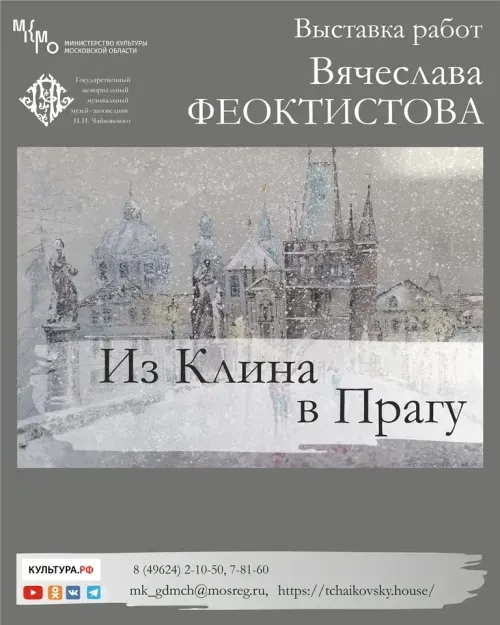 МКМО
МИНИСТЕРСТВО КУЛЬТУРЫ
МОСКОВСКОЙ ОБЛАСТИ
Государственный
мемориальный
музыкальный
музей-заповедник
П.И. Чайковского
Выставка работ
Вячеслава
ФЕОКТИСТОВА
Из Клина
в Прагу
КУЛЬТУРА.РФ
8 (49624) 2-10-50, 7-81-60
mk_gdmch@mosreg.ru, https://tchaikovsky.house/